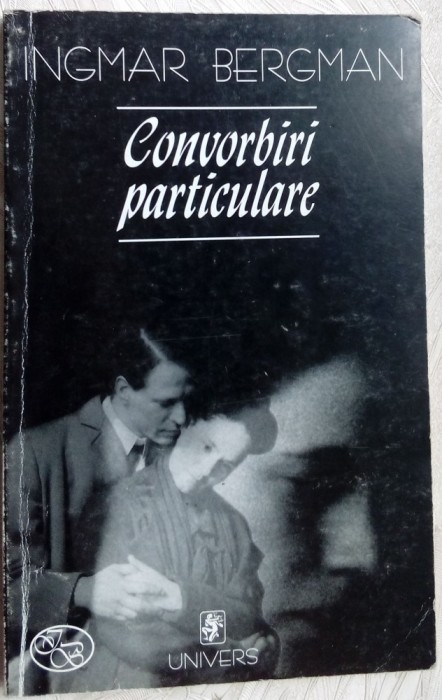 INGMAR BERGMAN
Convorbiri
particulare
UNIVERS